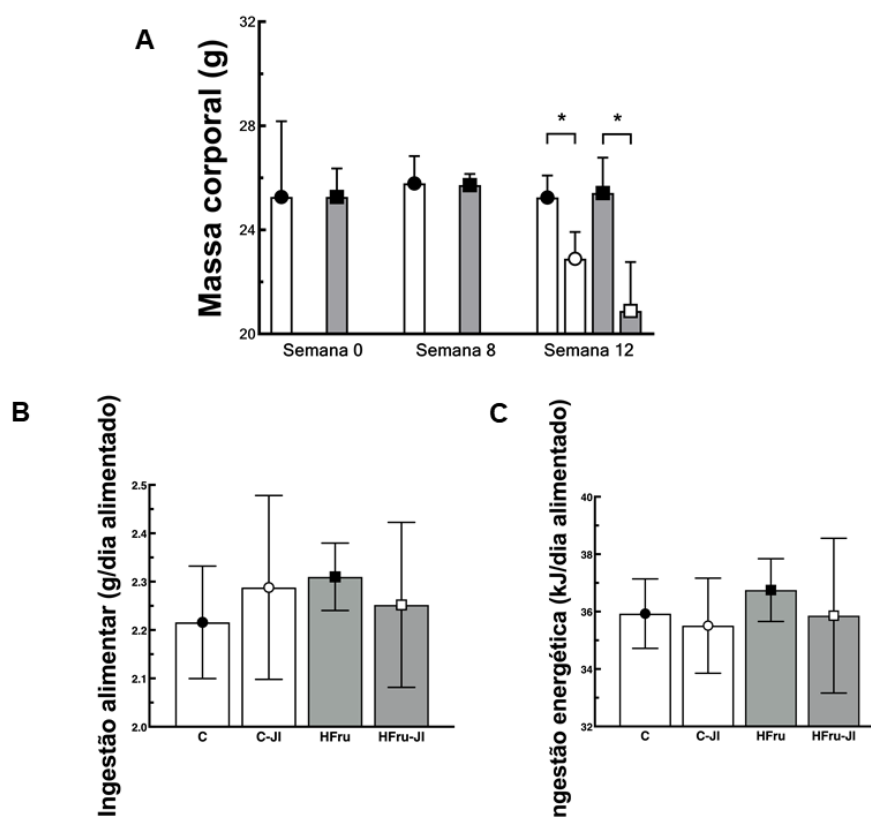 A
Massa corporal (g)
32
28
24
20
* *
Semana 0 Semana 8 Semana 12
B
Ingestão alimentar (g/dia alimentado)
2.5
2.4
2.3
2.2
2.1
2.0
C C-JI HFru HFru-JI
C
ngestão energética (kJ/dia alimentado)
40
38
36
34
32
C C-JI HFru HFru-JI